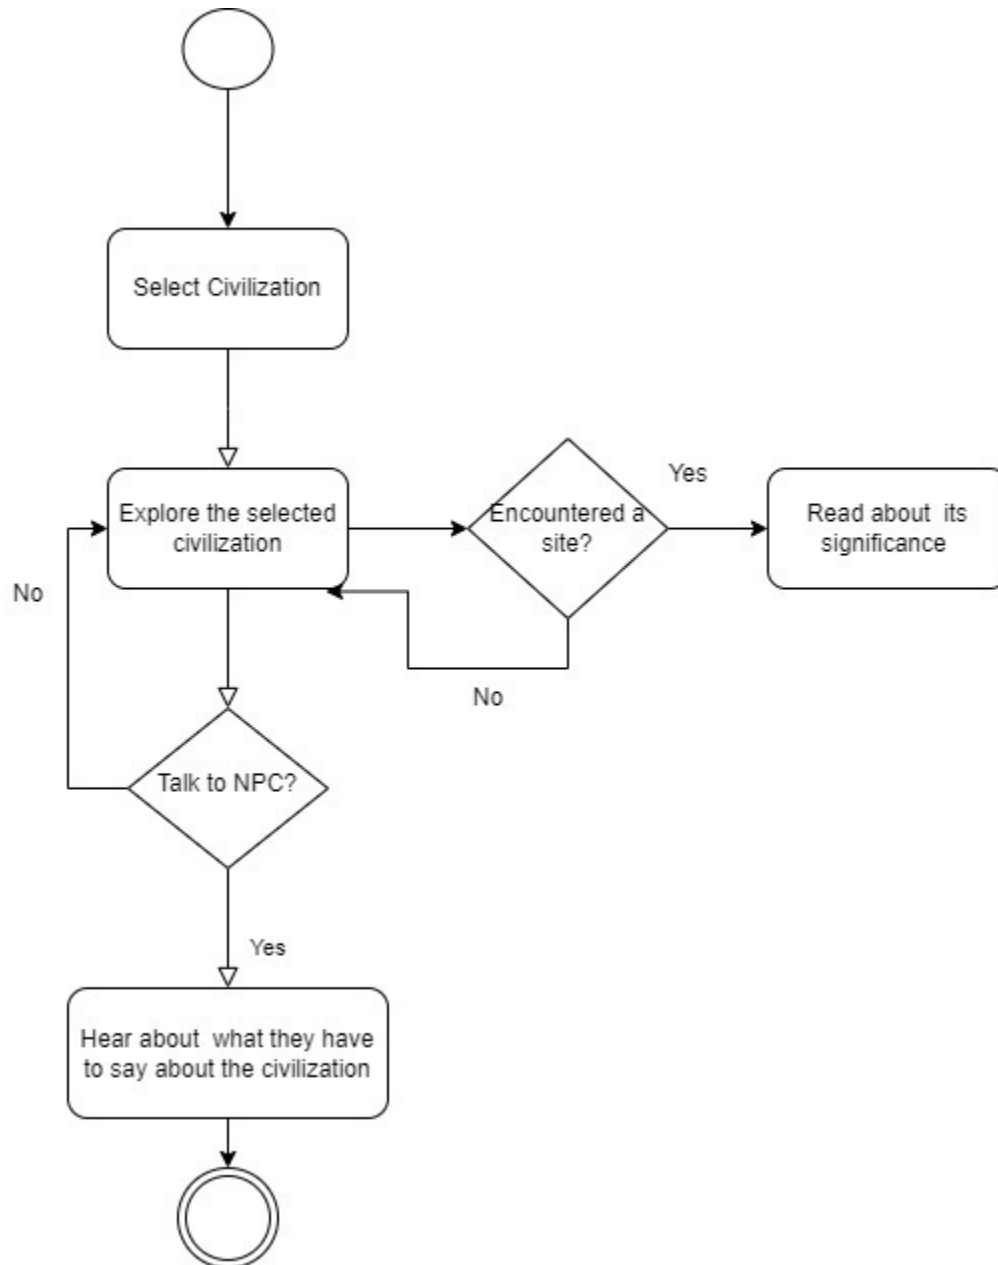 Select Civilization
Explore the selected
civilization
Encountered a
site?
Yes
Read about  its
significance
No
No
Talk to NPC?
Yes
Hear about  what they have
to say about the civilization